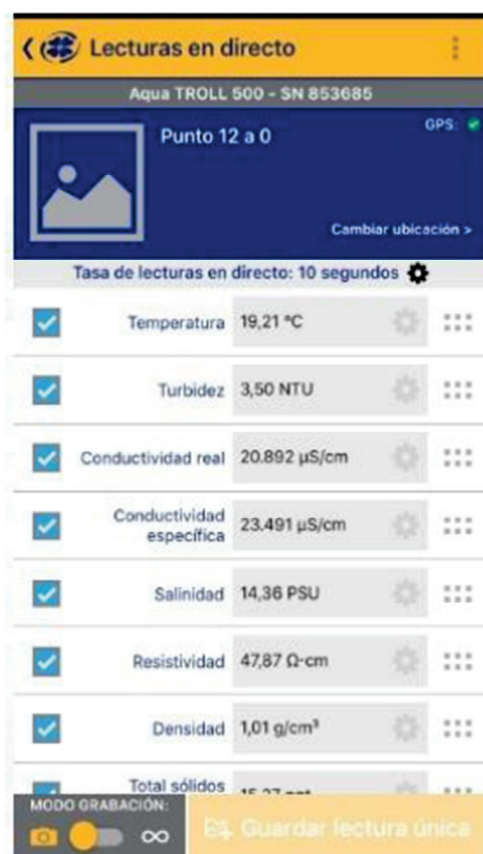 Lecturas en directo
Aqua TROLL 500 - SN 853685
Punto 12 a 0
GPS:
Cambiar ubicación >
Tasa de lecturas en directo: 10 segundos
Temperatura 19,21 ºC
Turbidez 3,50 NTU
Conductividad real 20.892 µS/cm
Conductividad
específica 23.491 µS/cm
Salinidad 14,36 PSU
Resistividad 47,87 Ω-cm
Densidad 1,01 g/cm³
Total sólidos
MODO GRABACIÓN:
Guardar lectura única